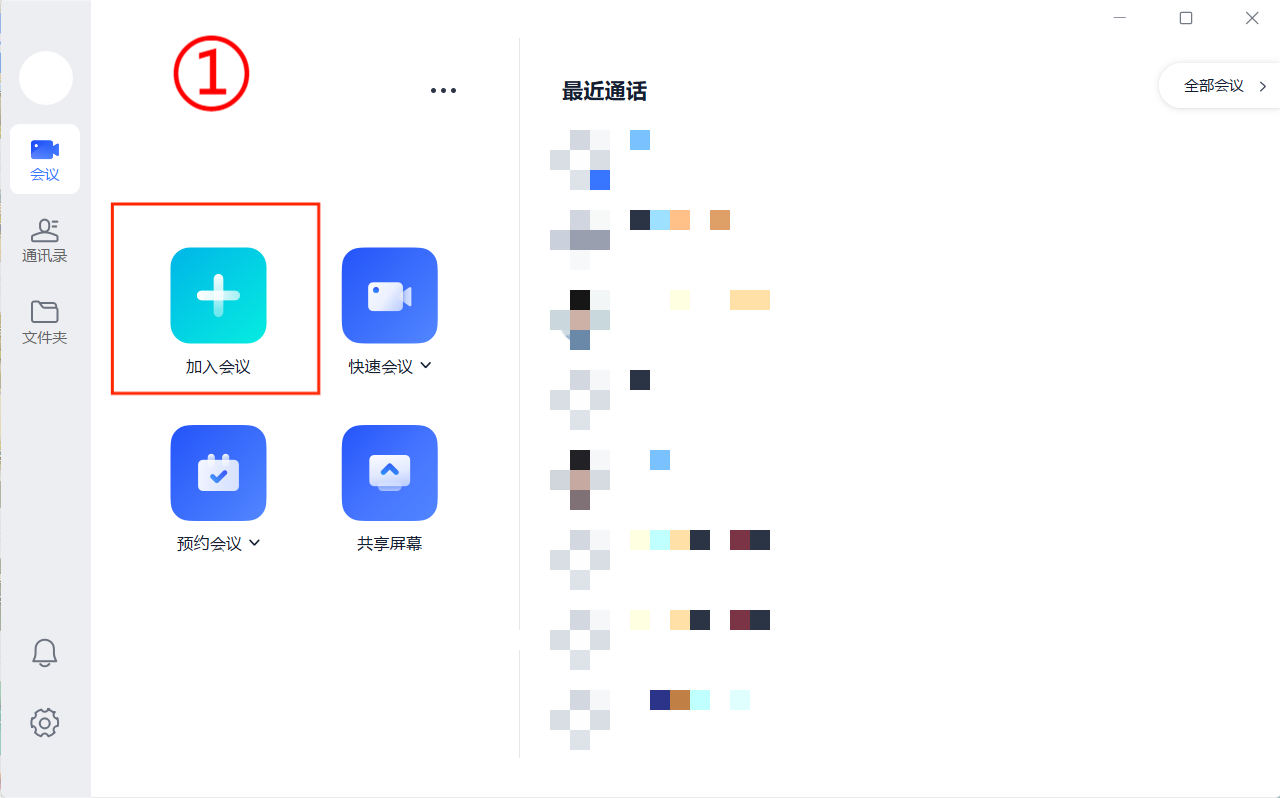 ①
最近通话
全部会议
会议
通讯录
文件夹
加入会议
快速会议
预约会议
共享屏幕